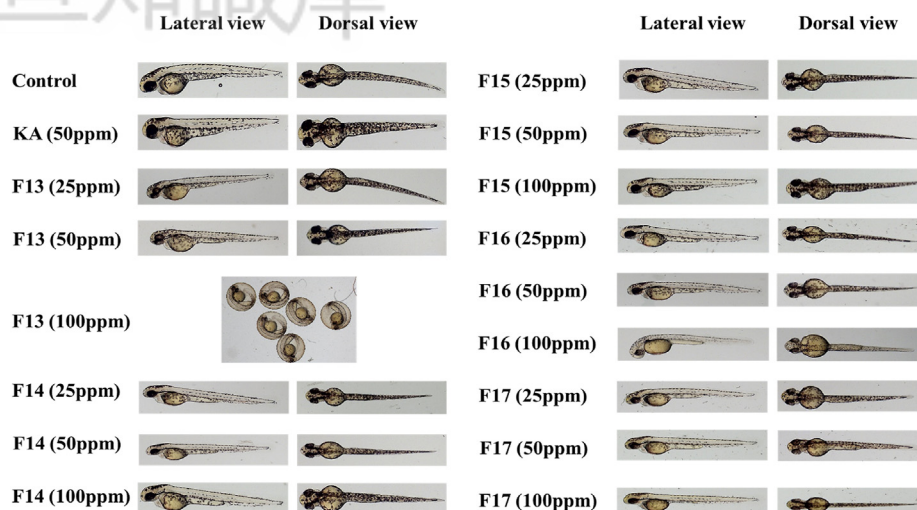 Lateral view Dorsal view
Control
KA (50ppm)
F13 (25ppm)
F13 (50ppm)
F13 (100ppm)
F14 (25ppm)
F14 (50ppm)
F14 (100ppm)
Lateral view Dorsal view
F15 (25ppm)
F15 (50ppm)
F15 (100ppm)
F16 (25ppm)
F16 (50ppm)
F16 (100ppm)
F17 (25ppm)
F17 (50ppm)
F17 (100ppm)